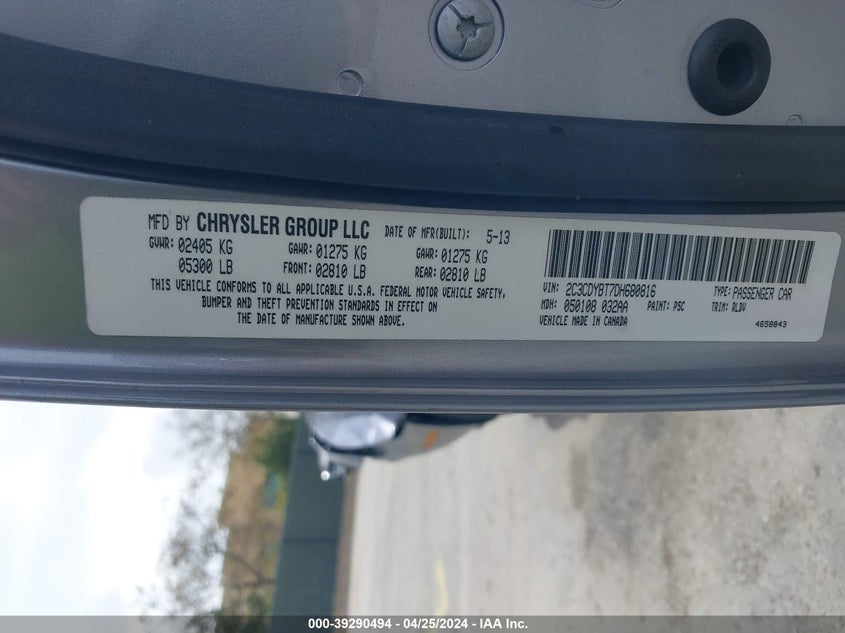 MFD BY CHRYSLER GROUP LLC DATE OF MFR(BUILT): 5-13
GVWR: 02405 KG GAWR: 01275 KG GAWR: 01275 KG
05300 LB FRONT: 02810 LB REAR: 02810 LB
THIS VEHICLE CONFORMS TO ALL APPLICABLE U.S.A. FEDERAL MOTOR VEHICLE SAFETY,
BUMPER AND THEFT PREVENTION STANDARDS IN EFFECT ON
THE DATE OF MANUFACTURE SHOWN ABOVE.
VIN: 2C3CDYBT7DH680816 TYPE: PASSENGER CAR
MDH: 050108 032AA PAINT: PSC TRIM: RLDV
VEHICLE MADE IN CANADA 4658843
000-39290494 - 04/25/2024 - IAA Inc.